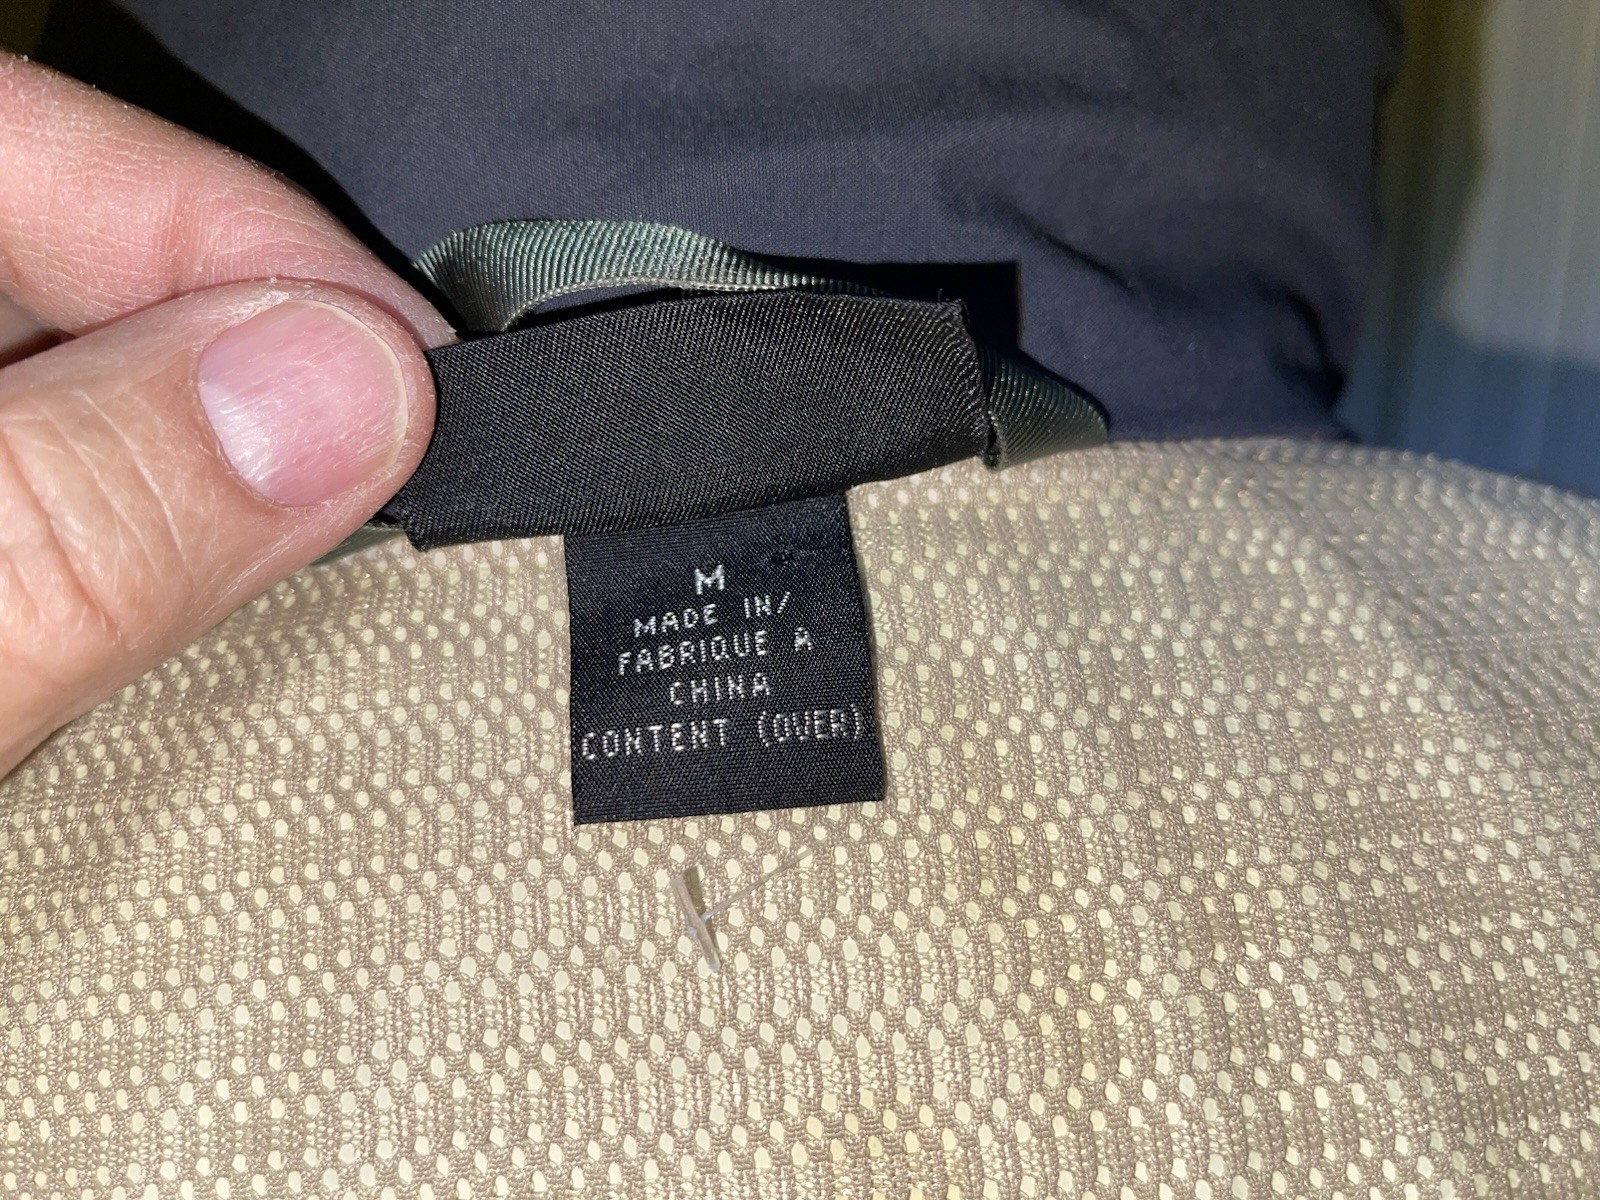 M
MADE IN/
FABRIQUE A
CHINA
CONTENT (OVER)